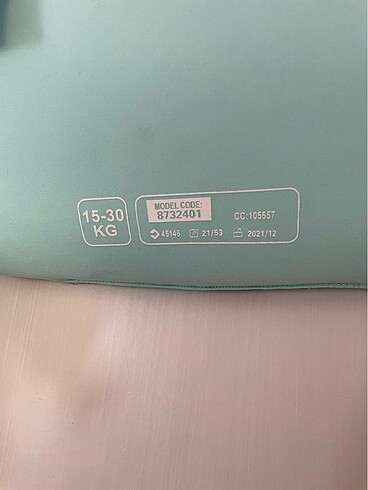 15-30
KG
MODEL CODE:
8732401
CC:105557
45146 21/53 2021/12